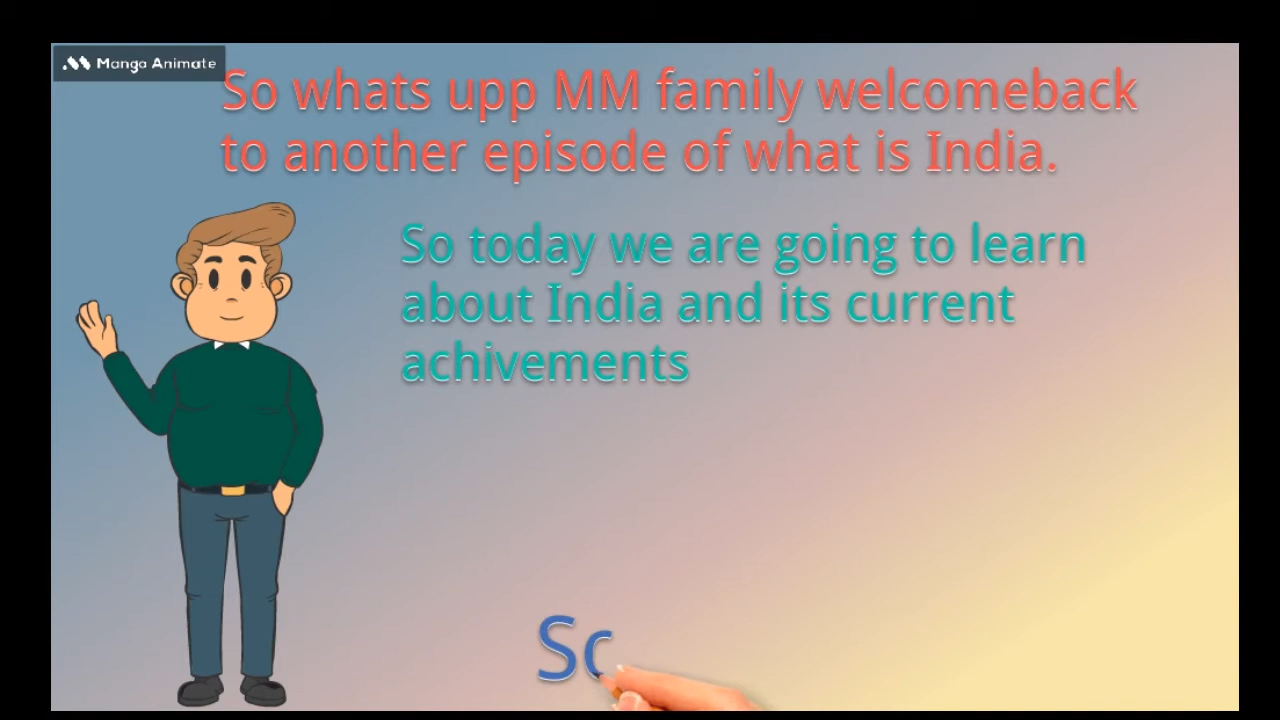 Manga Animate
So whats upp MM family welcomeback
to another episode of what is India.
So today we are going to learn
about India and its current
achivements